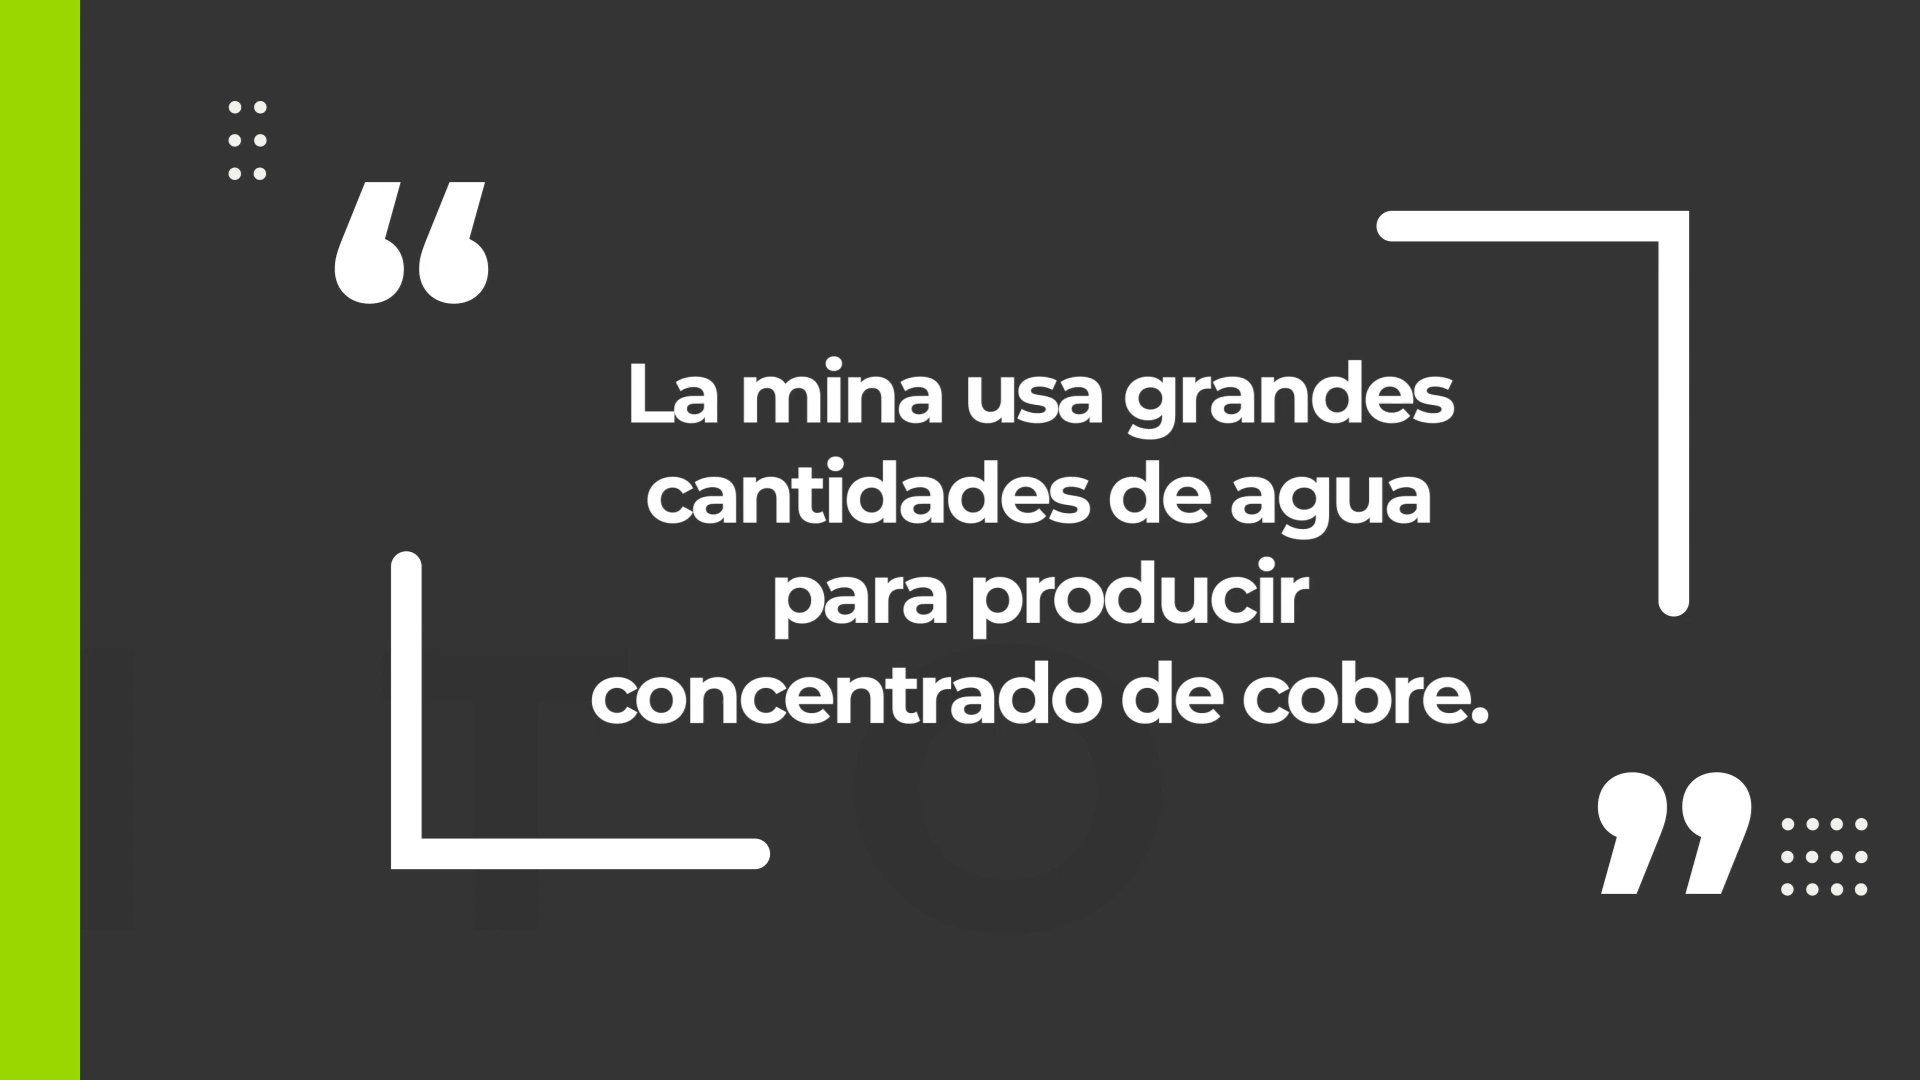 “
La mina usa grandes
cantidades de agua
para producir
concentrado de cobre.
”